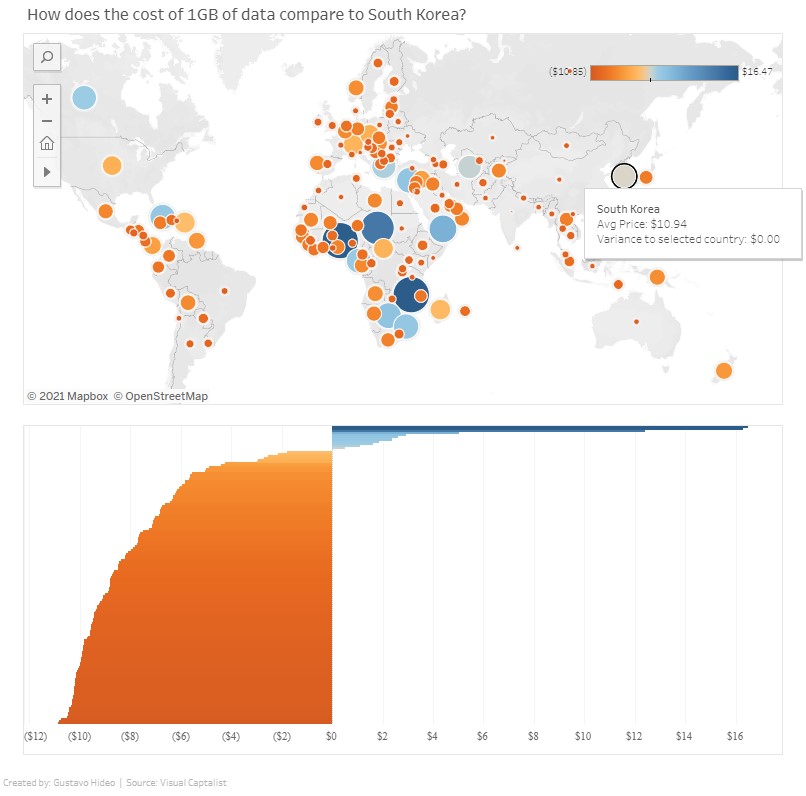 How does the cost of 1GB of data compare to South Korea?
($10.85)
$16.47
South Korea
Avg Price: $10.94
Variance to selected country: $0.00
© 2021 Mapbox © OpenStreetMap
($12) ($10) ($8) ($6) ($4) ($2) $0 $2 $4 $6 $8 $10 $12 $14 $16
Created by: Gustavo Hideo | Source: Visual Captalist